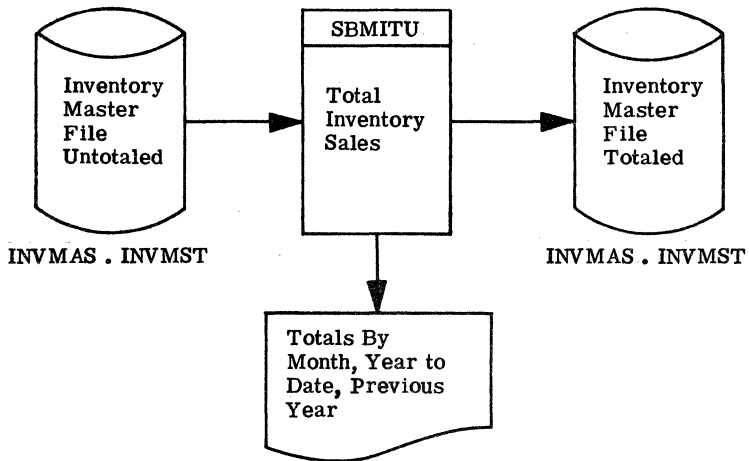 Inventory
Master
File
Untotaled
INVMAS . INVMST
SBMITU
Total
Inventory
Sales
Inventory
Master
File
Totaled
INVMAS . INVMST
Totals By
Month, Year to
Date, Previous
Year